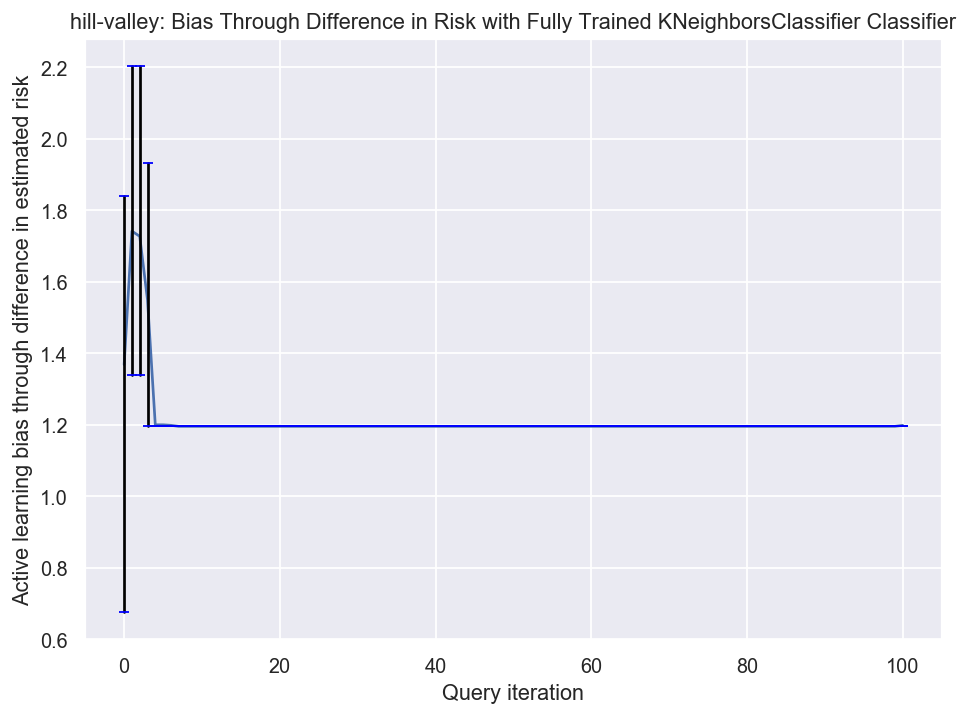 hill-valley: Bias Through Difference in Risk with Fully Trained KNeighborsClassifier Classifier
Active learning bias through difference in estimated risk
2.2
2.0
1.8
1.6
1.4
1.2
1.0
0.8
0.6
0 20 40 60 80 100
Query iteration